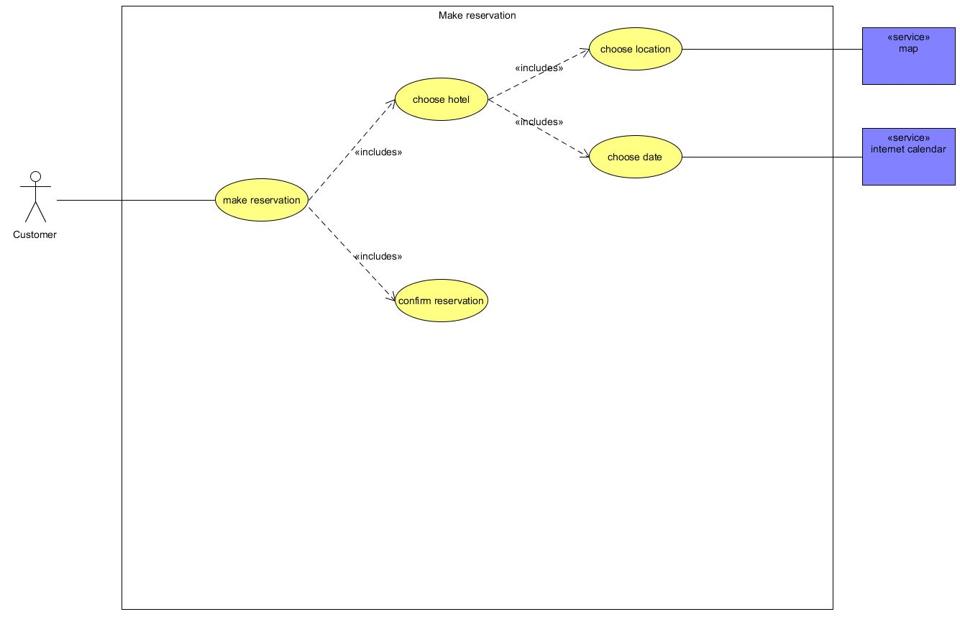 Make reservation
«service»
map
choose location
«includes»
choose hotel
«includes»
«service»
internet calendar
choose date
«includes»
make reservation
Customer
«includes»
confirm reservation